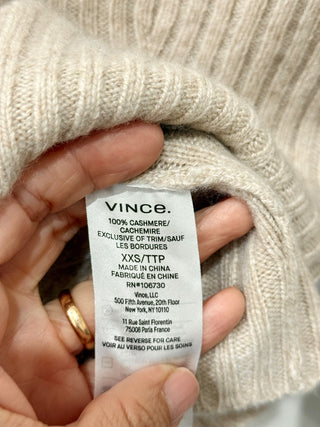 VINCE.
100% CASHMERE/
CACHEMIRE
EXCLUSIVE OF TRIM/SAUF
LES BORDURES
XXS/TTP
MADE IN CHINA
FABRIQUÉ EN CHINE
RN#106730
Vince, LLC
500 Fifth Avenue, 20th Floor
New York, NY 10110
11 Rue Saint Florentin
75008 Paris France
SEE REVERSE FOR CARE
VOIR AU VERSO POUR LES SOINS